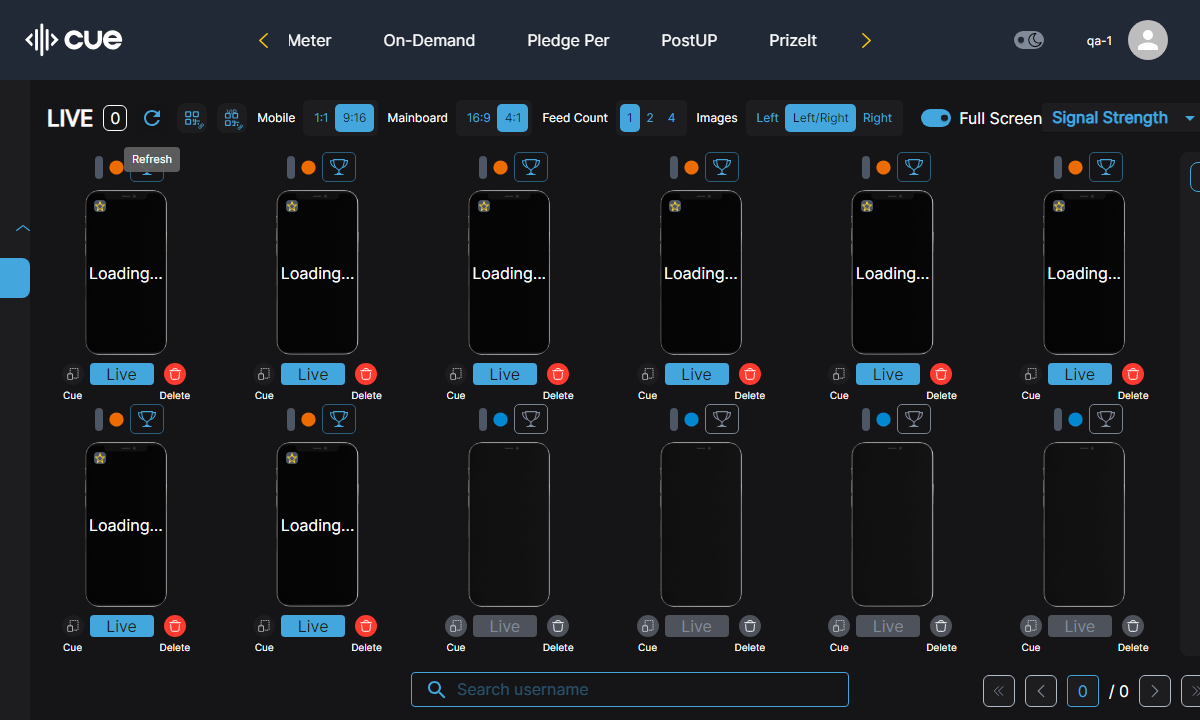 cue
Meter On-Demand Pledge Per PostUP PrizeIt
qa-1
LIVE 0 Mobile 1:1 9:16 Mainboard 16:9 4:1 Feed Count 1 2 4 Images Left Left/Right Right Full Screen Signal Strength
Refresh
Loading... Loading... Loading... Loading... Loading... Loading...
Live Live Live Live Live Live
Cue Delete Cue Delete Cue Delete Cue Delete Cue Delete Cue Delete
Loading... Loading...
Live Live Live Live Live Live
Cue Delete Cue Delete Cue Delete Cue Delete Cue Delete Cue Delete
Search username
0 / 0